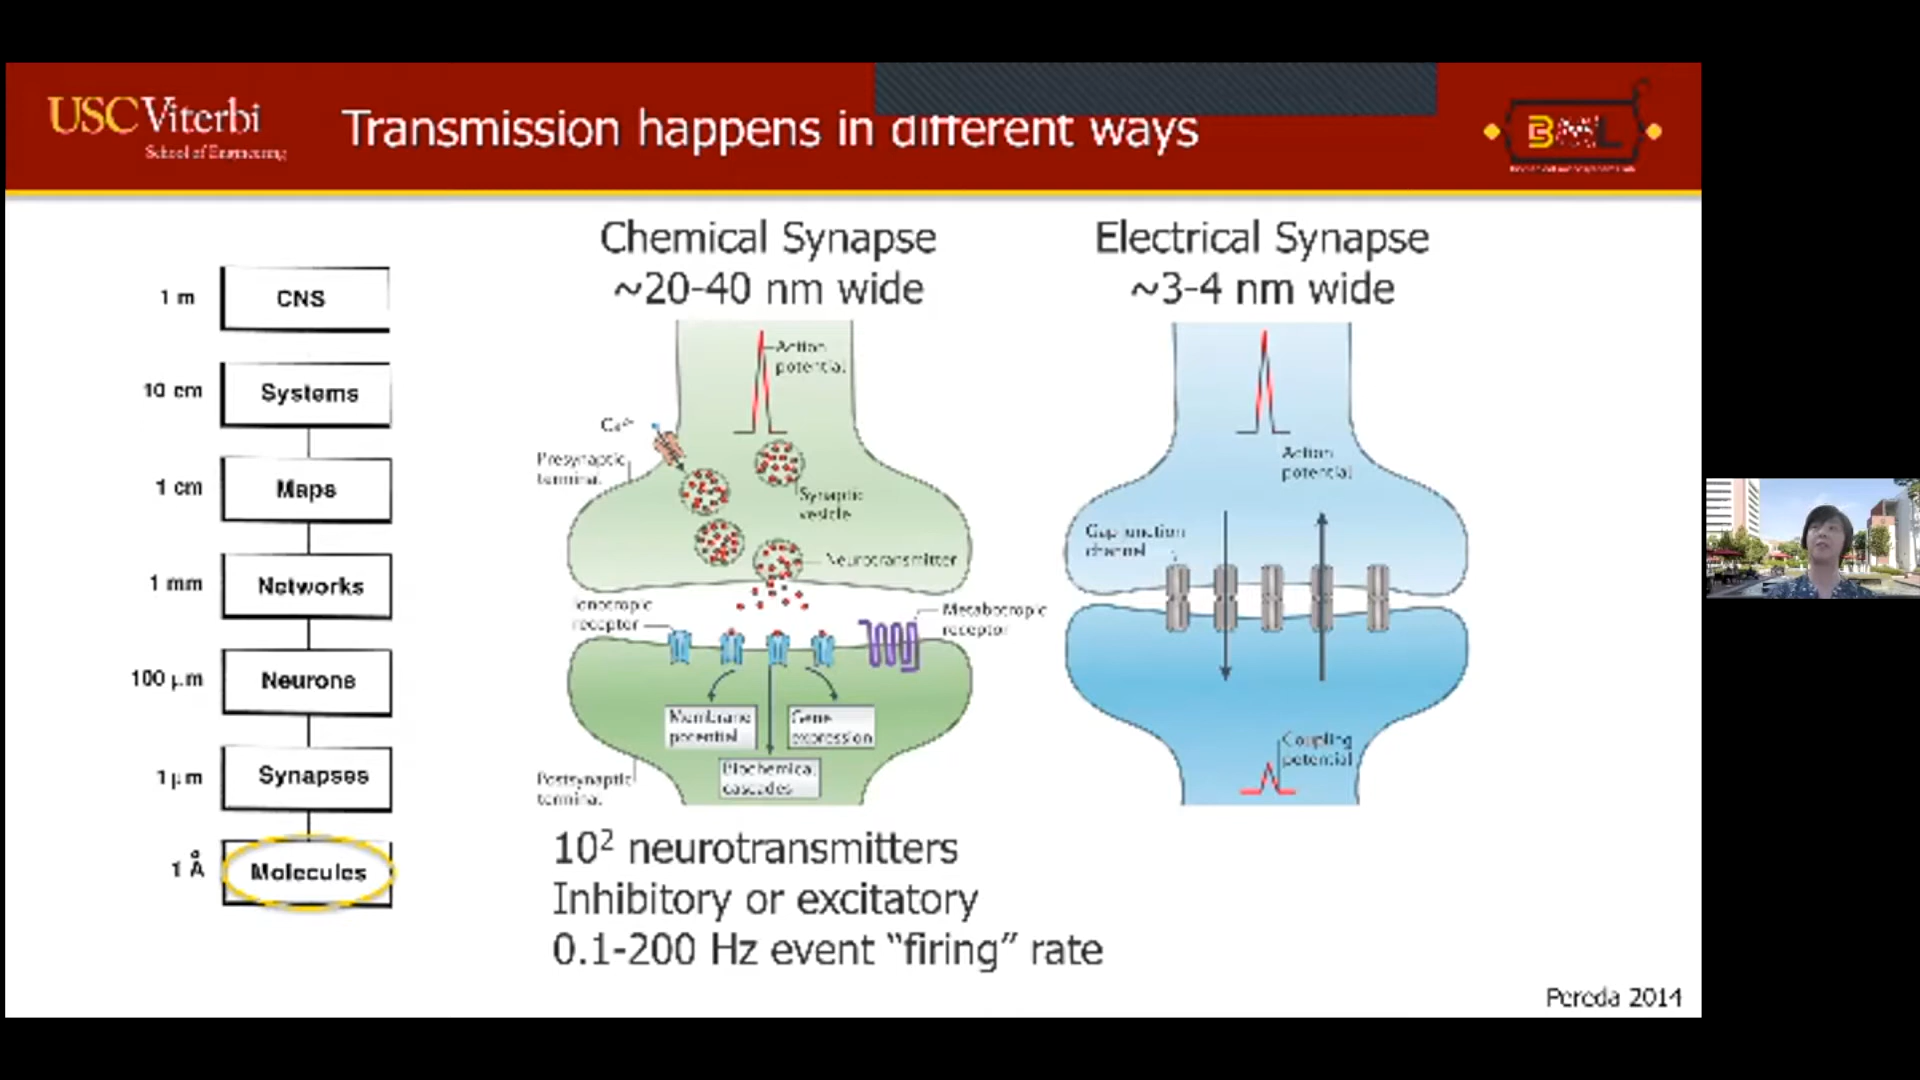 USC Viterbi
School of Engineering
Transmission happens in different ways
Chemical Synapse
~20-40 nm wide
Electrical Synapse
~3-4 nm wide
1 m
CNS
10 cm
Systems
1 cm
Maps
1 mm
Networks
100 µm
Neurons
1 µm
Synapses
1 Å
Molecules
Action
potential
Ca²⁺
Presynaptic
terminal
Synaptic
vesicle
Neurotransmitter
Ionotropic
receptor
Metabotropic
receptor
Membrane
potential
Gene
expression
Biochemical
cascades
Postsynaptic
terminal
Action
potential
Gap junction
channel
Coupling
potential
10² neurotransmitters
Inhibitory or excitatory
0.1-200 Hz event “firing” rate
Pereda 2014